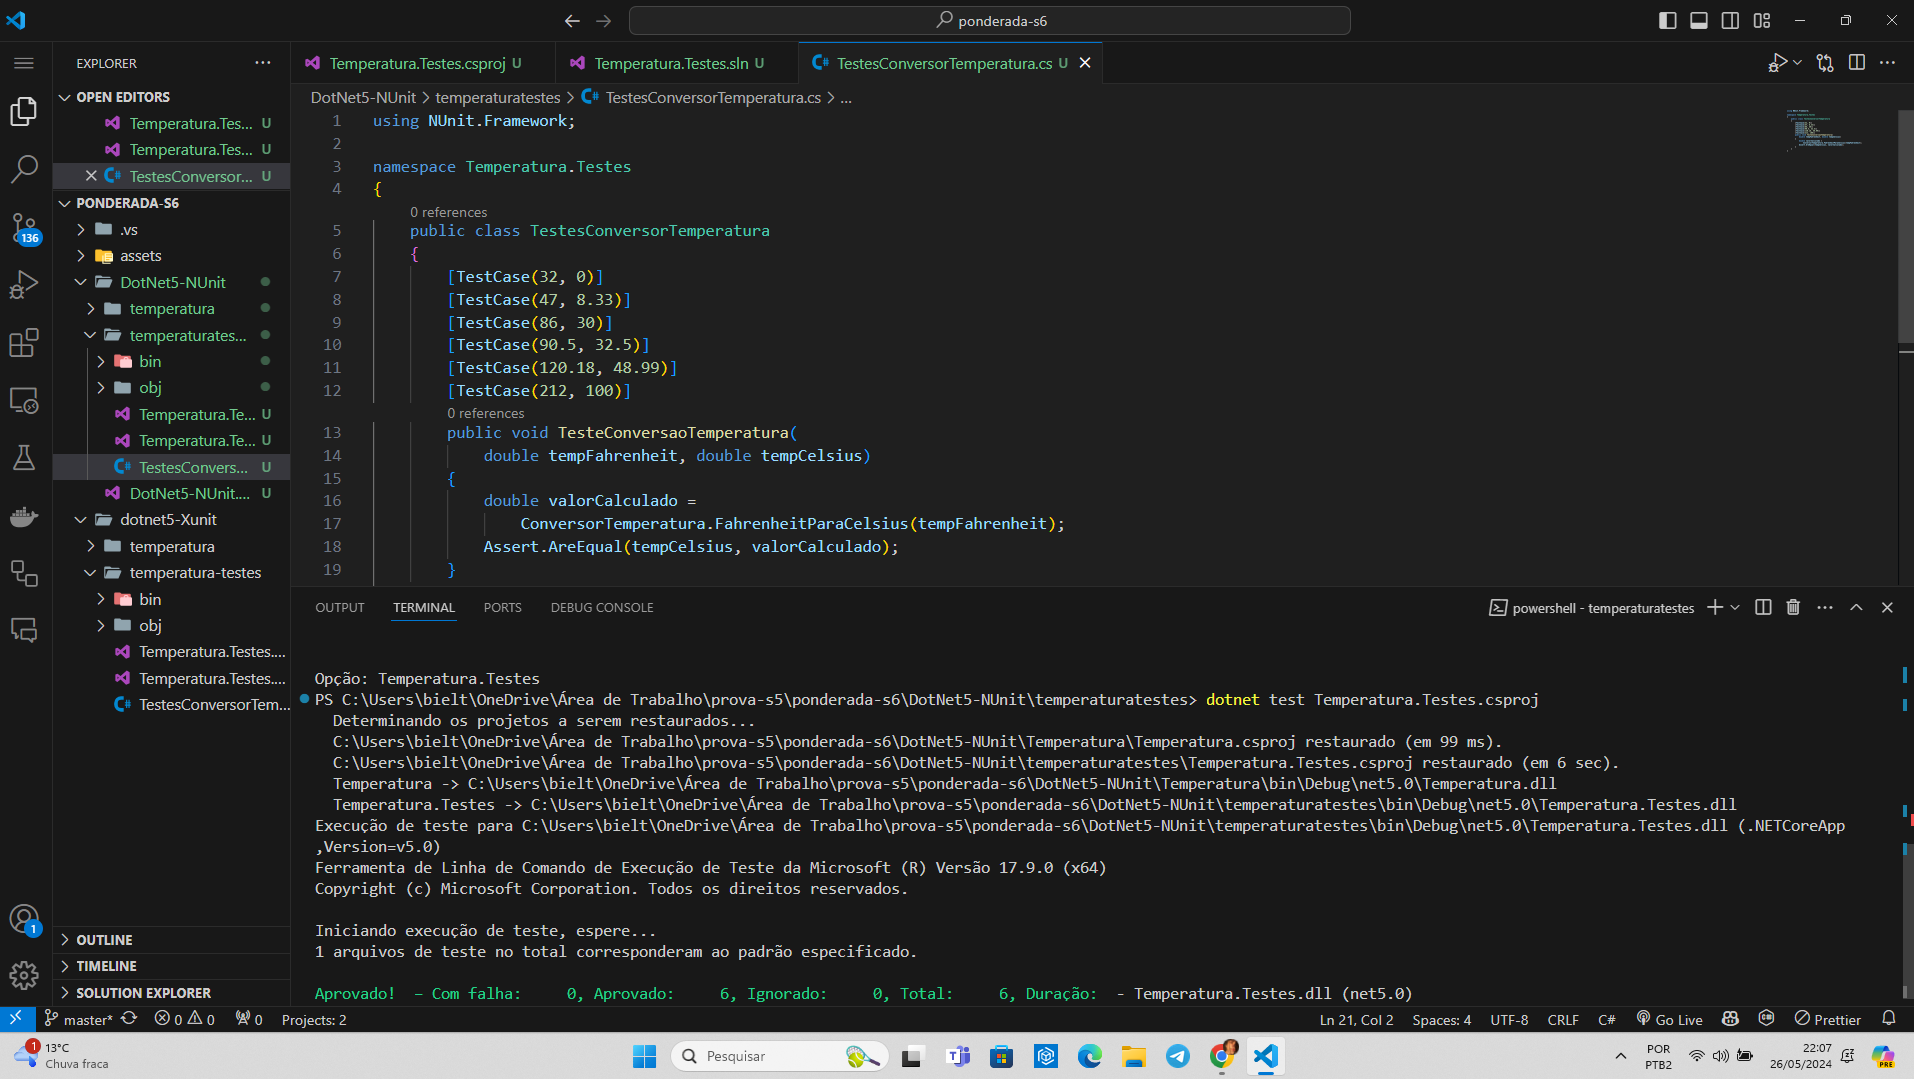 ponderada-s6
EXPLORER
OPEN EDITORS
Temperatura.Tes... U
Temperatura.Tes... U
TestesConversor... U
PONDERADA-S6
.vs
assets
DotNet5-NUnit
temperatura
temperaturates...
bin
obj
Temperatura.Te... U
Temperatura.Te... U
TestesConvers... U
DotNet5-NUnit.... U
dotnet5-Xunit
temperatura
temperatura-testes
bin
obj
Temperatura.Testes....
Temperatura.Testes....
TestesConversorTem...
OUTLINE
TIMELINE
SOLUTION EXPLORER
136
1
Temperatura.Testes.csproj U
Temperatura.Testes.sln U
TestesConversorTemperatura.cs U
DotNet5-NUnit > temperaturatestes > TestesConversorTemperatura.cs > ...
1 using NUnit.Framework;
2
3 namespace Temperatura.Testes
4 {
0 references
5 public class TestesConversorTemperatura
6 {
7 [TestCase(32, 0)]
8 [TestCase(47, 8.33)]
9 [TestCase(86, 30)]
10 [TestCase(90.5, 32.5)]
11 [TestCase(120.18, 48.99)]
12 [TestCase(212, 100)]
0 references
13 public void TesteConversaoTemperatura(
14 double tempFahrenheit, double tempCelsius)
15 {
16 double valorCalculado =
17 ConversorTemperatura.FahrenheitParaCelsius(tempFahrenheit);
18 Assert.AreEqual(tempCelsius, valorCalculado);
19 }
OUTPUT TERMINAL PORTS DEBUG CONSOLE
powershell - temperaturatestes
Opção: Temperatura.Testes
PS C:\Users\bielt\OneDrive\Área de Trabalho\prova-s5\ponderada-s6\DotNet5-NUnit\temperaturatestes> dotnet test Temperatura.Testes.csproj
Determinando os projetos a serem restaurados...
C:\Users\bielt\OneDrive\Área de Trabalho\prova-s5\ponderada-s6\DotNet5-NUnit\Temperatura\Temperatura.csproj restaurado (em 99 ms).
C:\Users\bielt\OneDrive\Área de Trabalho\prova-s5\ponderada-s6\DotNet5-NUnit\temperaturatestes\Temperatura.Testes.csproj restaurado (em 6 sec).
Temperatura -> C:\Users\bielt\OneDrive\Área de Trabalho\prova-s5\ponderada-s6\DotNet5-NUnit\Temperatura\bin\Debug\net5.0\Temperatura.dll
Temperatura.Testes -> C:\Users\bielt\OneDrive\Área de Trabalho\prova-s5\ponderada-s6\DotNet5-NUnit\temperaturatestes\bin\Debug\net5.0\Temperatura.Testes.dll
Execução de teste para C:\Users\bielt\OneDrive\Área de Trabalho\prova-s5\ponderada-s6\DotNet5-NUnit\temperaturatestes\bin\Debug\net5.0\Temperatura.Testes.dll (.NETCoreApp
,Version=v5.0)
Ferramenta de Linha de Comando de Execução de Teste da Microsoft (R) Versão 17.9.0 (x64)
Copyright (c) Microsoft Corporation. Todos os direitos reservados.
Iniciando execução de teste, espere...
1 arquivos de teste no total corresponderam ao padrão especificado.
Aprovado! – Com falha: 0, Aprovado: 6, Ignorado: 0, Total: 6, Duração: - Temperatura.Testes.dll (net5.0)
master* 0 0 0 Projects: 2
Ln 21, Col 2 Spaces: 4 UTF-8 CRLF C# Go Live Prettier
1
13°C
Chuva fraca
Pesquisar
POR
PTB2
22:07
26/05/2024
PRE